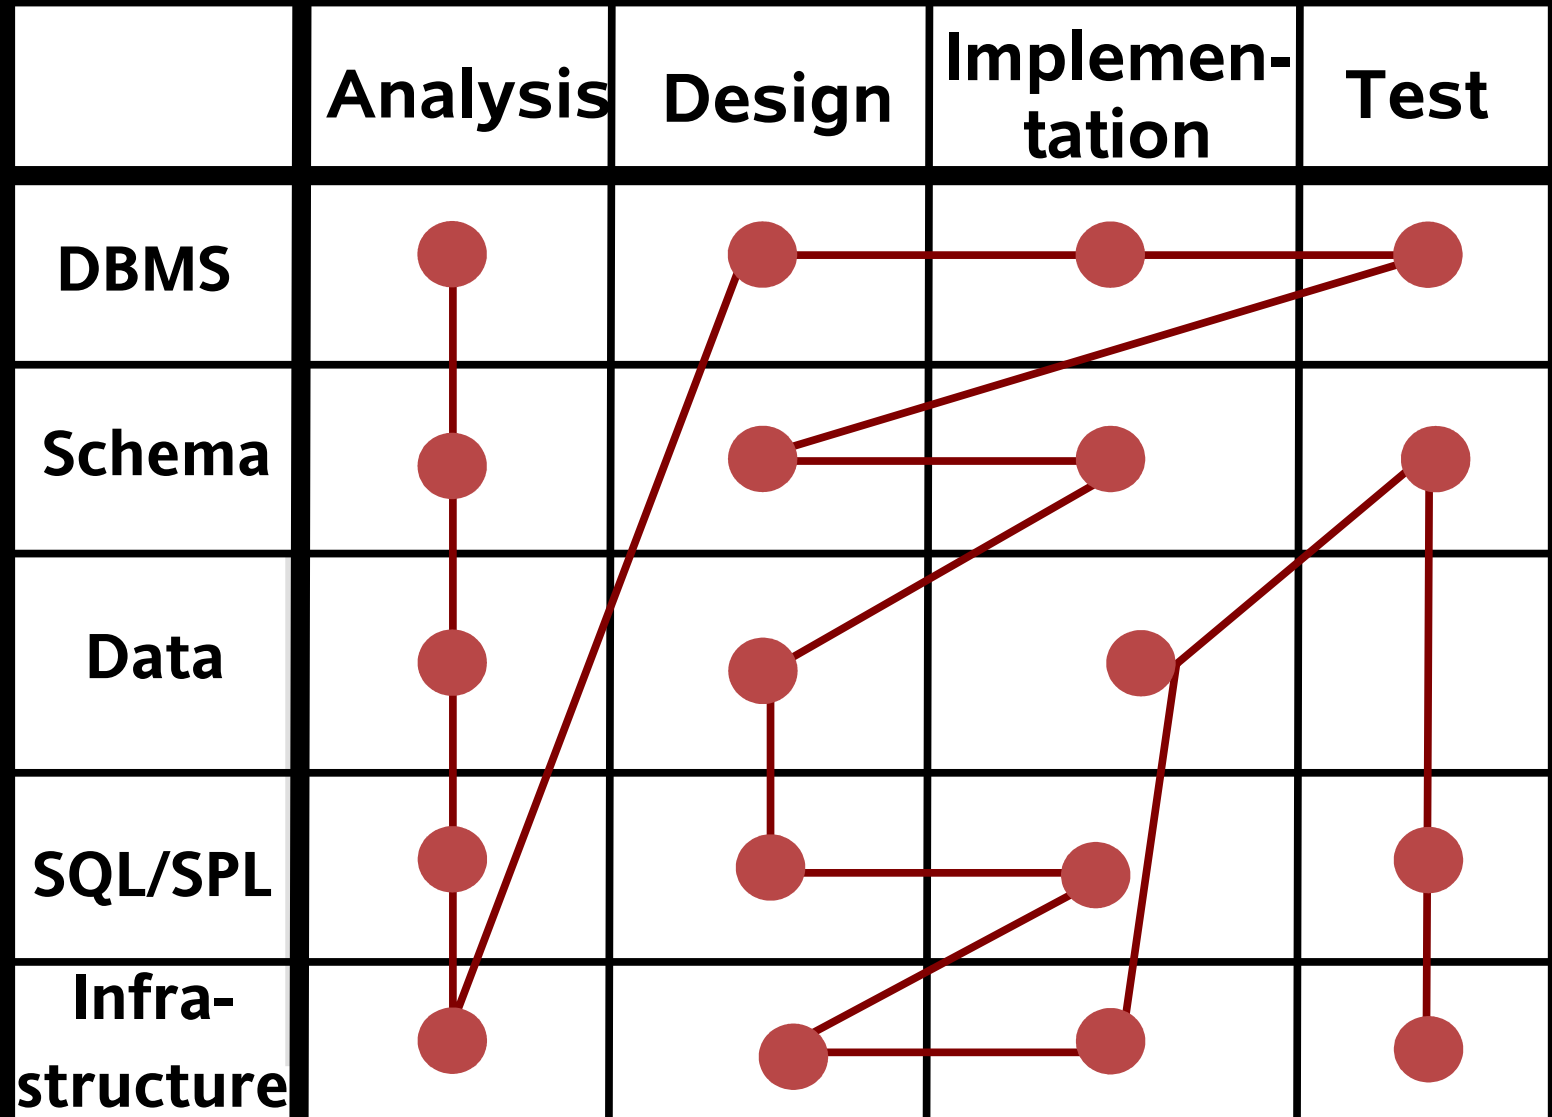 Analysis
Design
Implemen-
tation
Test
DBMS
Schema
Data
SQL/SPL
Infra-
structure